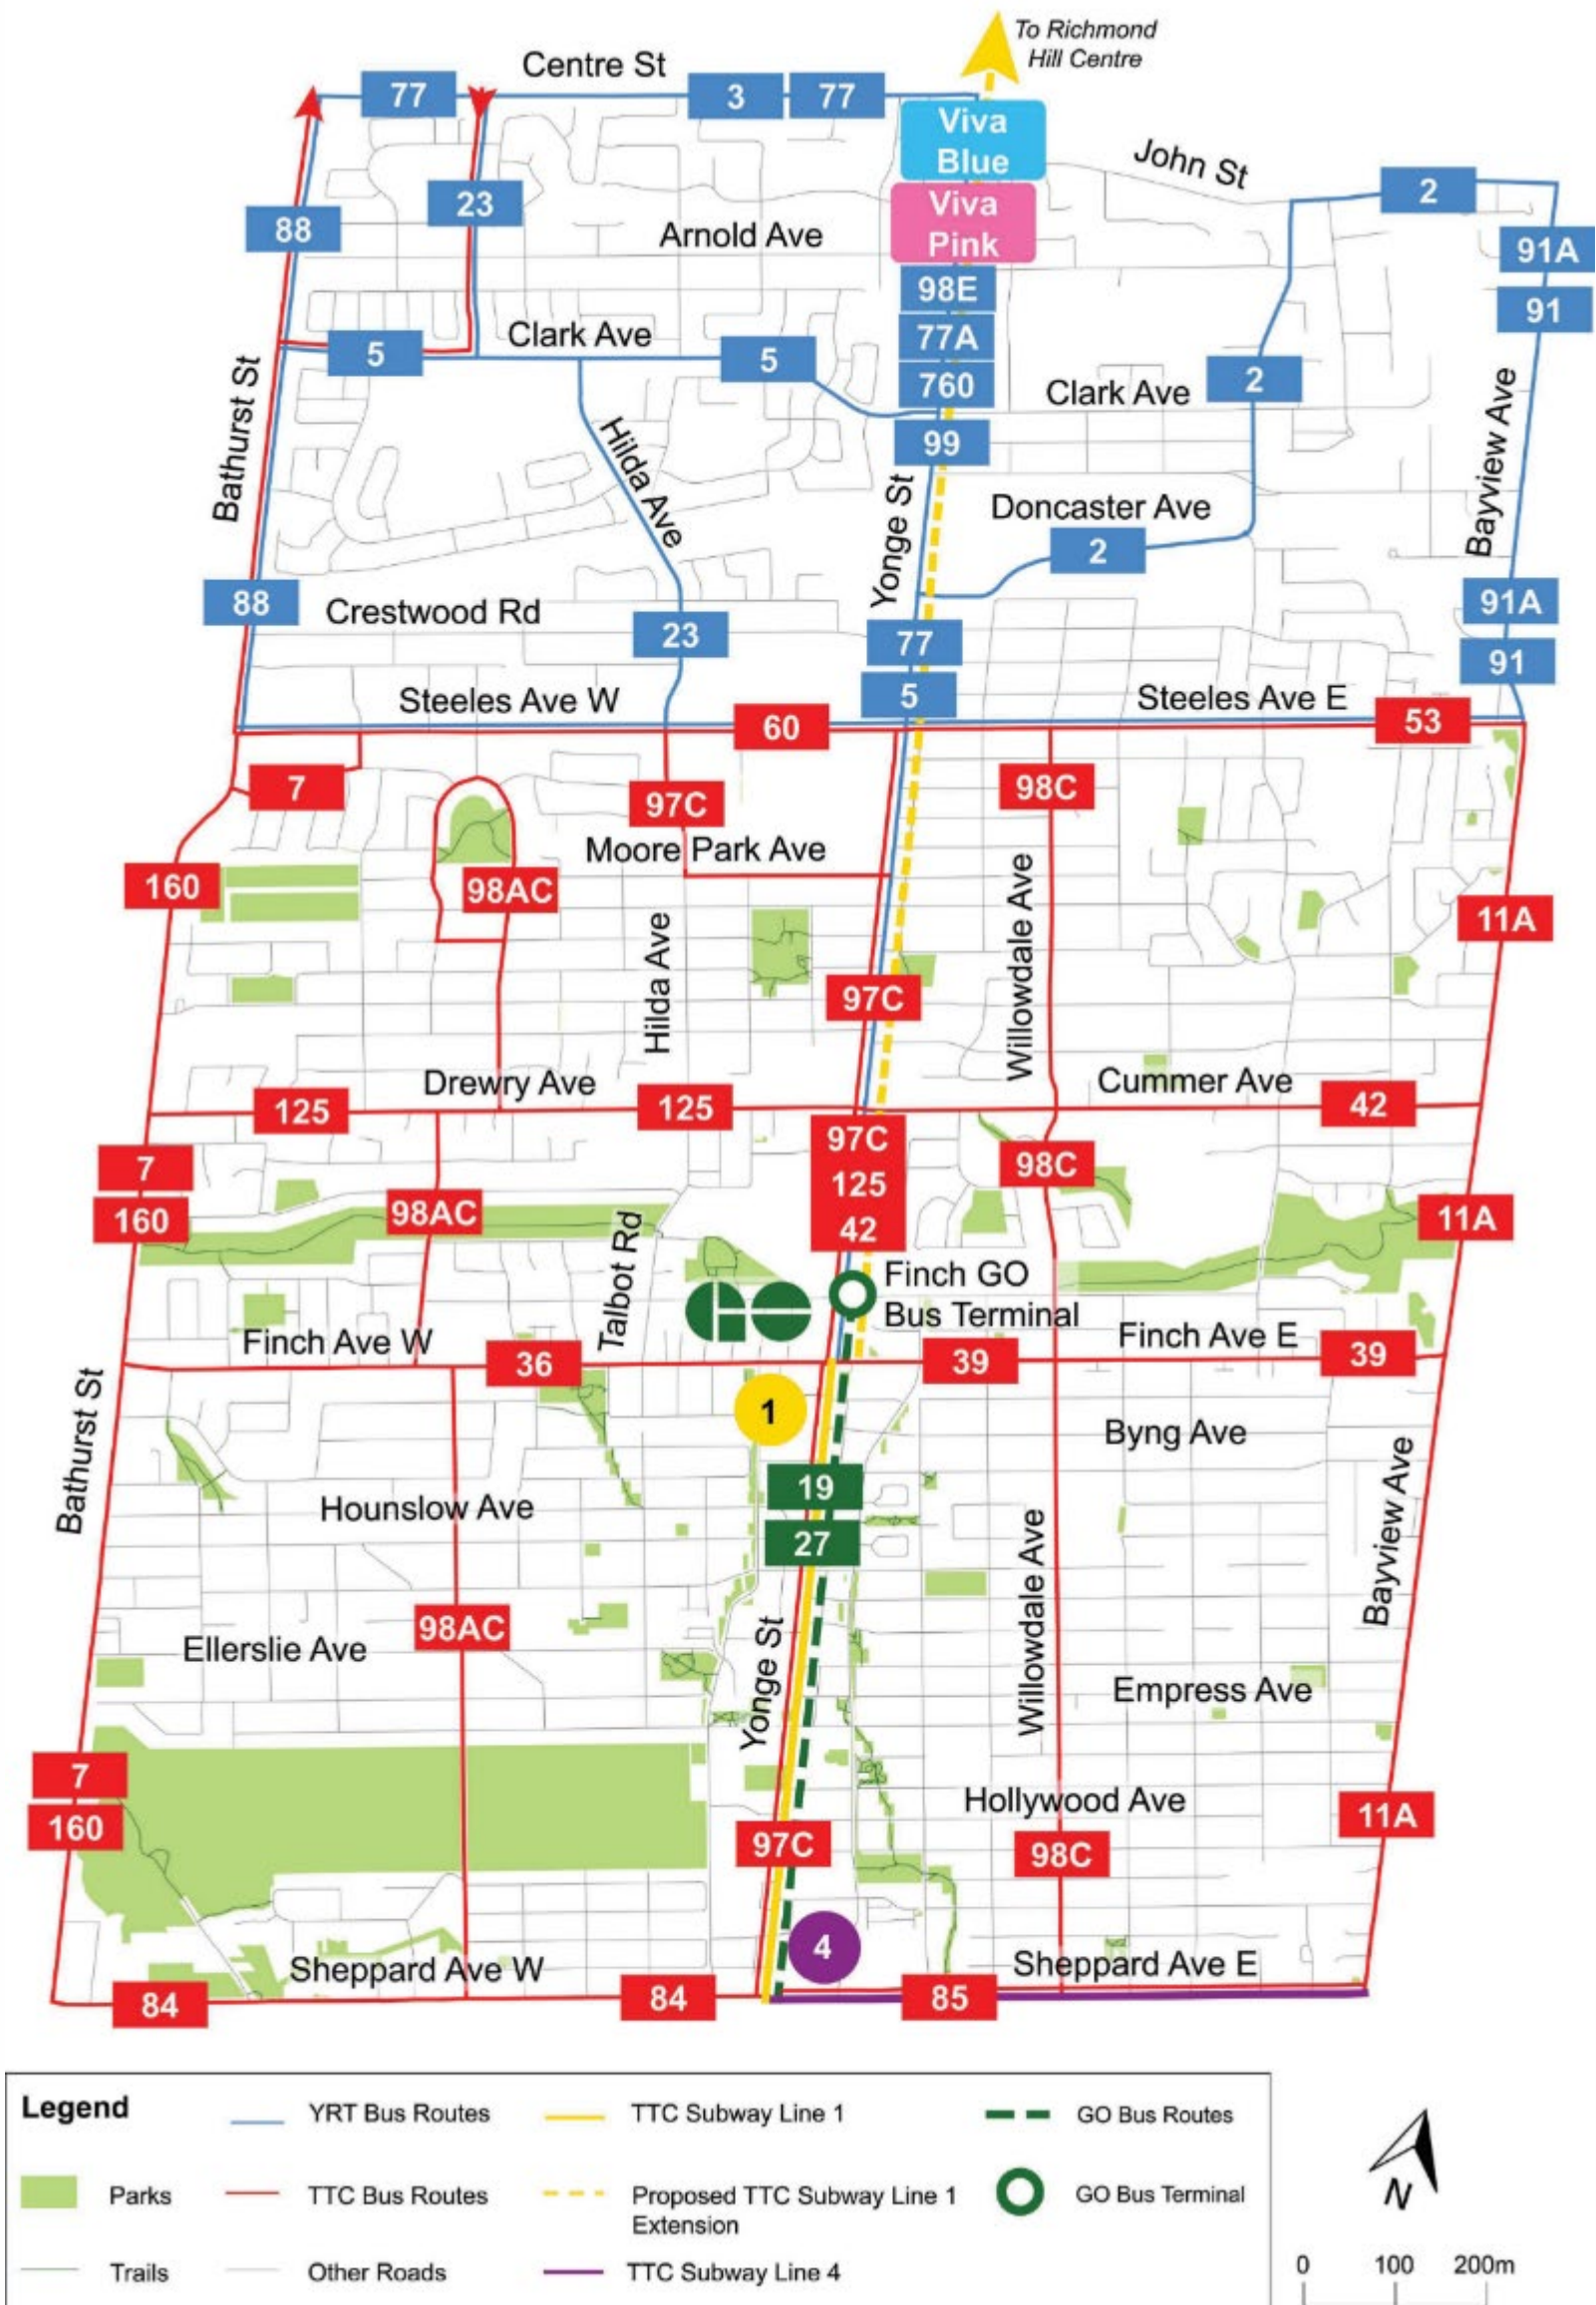 To Richmond
Hill Centre
Centre St
77
3
77
Viva
Blue
John St
2
23
88
Viva
Pink
Arnold Ave
91A
98E
91
77A
Clark Ave
5
5
760
Clark Ave
2
Bathurst St
99
Hilda Ave
Yonge St
Doncaster Ave
Bayview Ave
2
88
Crestwood Rd
91A
23
77
91
5
Steeles Ave W
Steeles Ave E
60
53
7
97C
98C
Moore Park Ave
160
98AC
Willowdale Ave
11A
Hilda Ave
97C
Drewry Ave
Cummer Ave
125
125
42
97C
125
42
7
98C
160
98AC
11A
Talbot Rd
Finch GO
Bus Terminal
GO
Finch Ave W
Finch Ave E
36
39
39
1
Bathurst St
Byng Ave
19
Hounslow Ave
27
Willowdale Ave
Bayview Ave
98AC
Ellerslie Ave
Yonge St
Empress Ave
7
160
Hollywood Ave
97C
98C
11A
4
Sheppard Ave W
Sheppard Ave E
84
84
85
Legend
YRT Bus Routes
TTC Subway Line 1
GO Bus Routes
Parks
TTC Bus Routes
Proposed TTC Subway Line 1
Extension
GO Bus Terminal
Trails
Other Roads
TTC Subway Line 4
N
0 100 200m